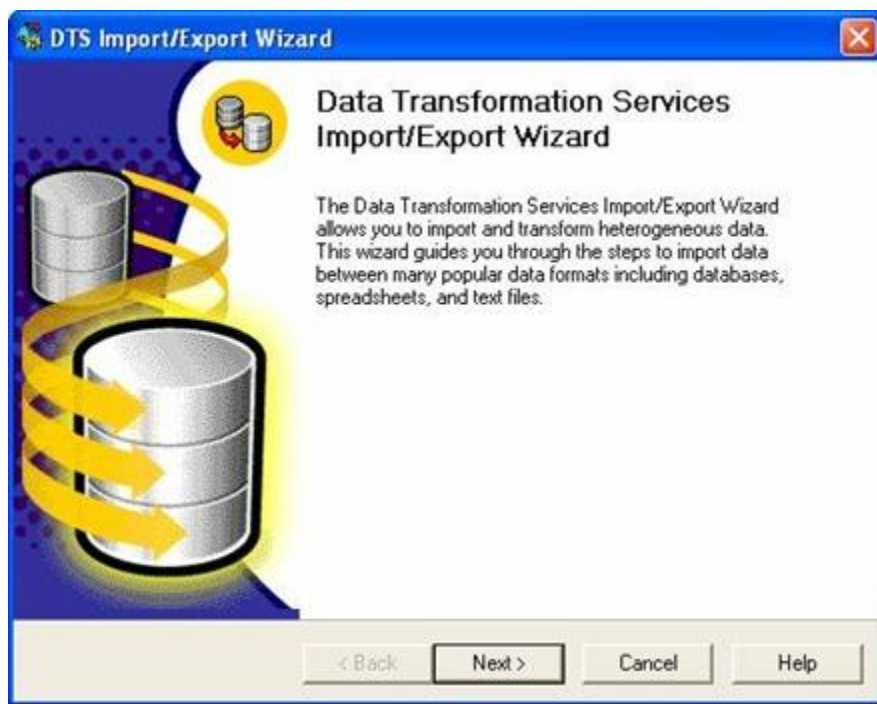 DTS Import/Export Wizard
Data Transformation Services
Import/Export Wizard
The Data Transformation Services Import/Export Wizard
allows you to import and transform heterogeneous data.
This wizard guides you through the steps to import data
between many popular data formats including databases,
spreadsheets, and text files.
< Back Next > Cancel Help